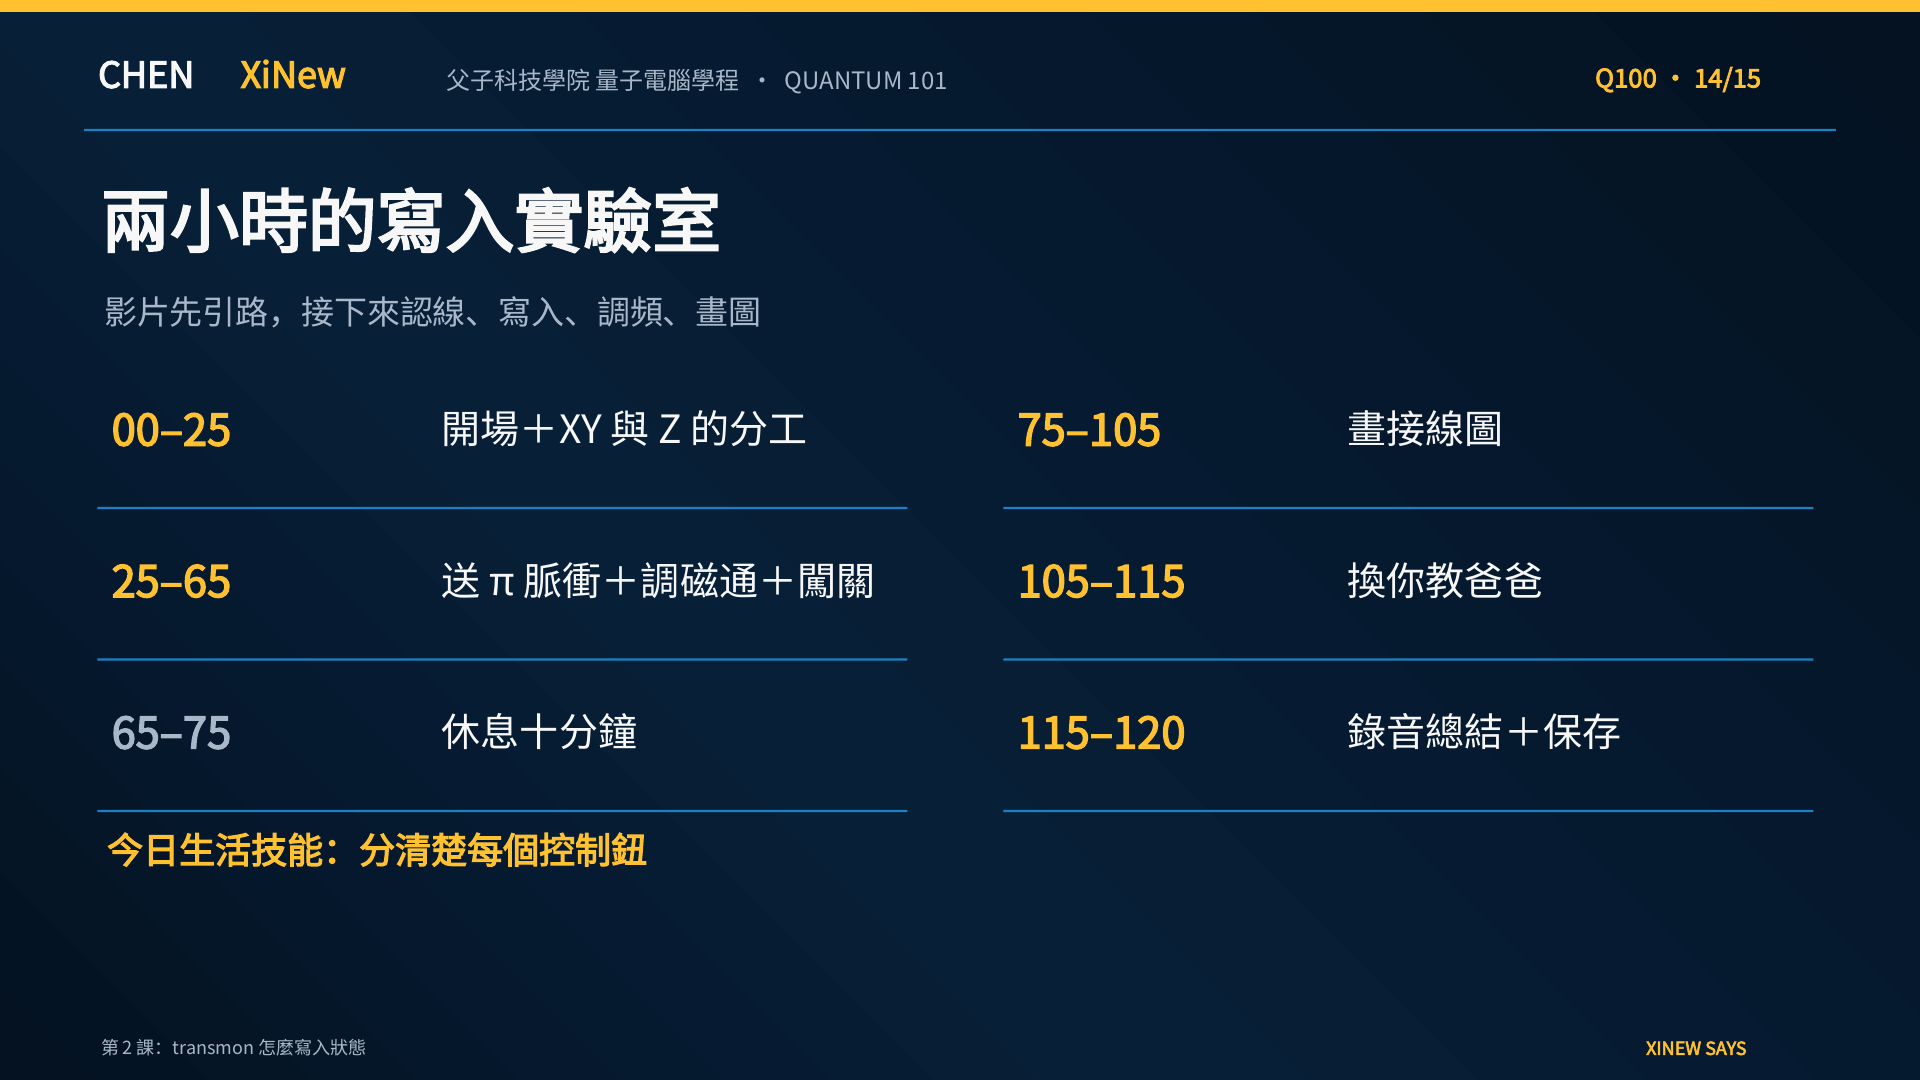 CHEN XiNew 父子科技學院 量子電腦學程 · QUANTUM 101 Q100 · 14/15
兩小時的寫入實驗室
影片先引路，接下來認線、寫入、調頻、畫圖
00–25 開場＋XY 與 Z 的分工
25–65 送 π 脈衝＋調磁通＋闖關
65–75 休息十分鐘
75–105 畫接線圖
105–115 換你教爸爸
115–120 錄音總結＋保存
今日生活技能：分清楚每個控制鈕
第 2 課：transmon 怎麼寫入狀態 XINEW SAYS